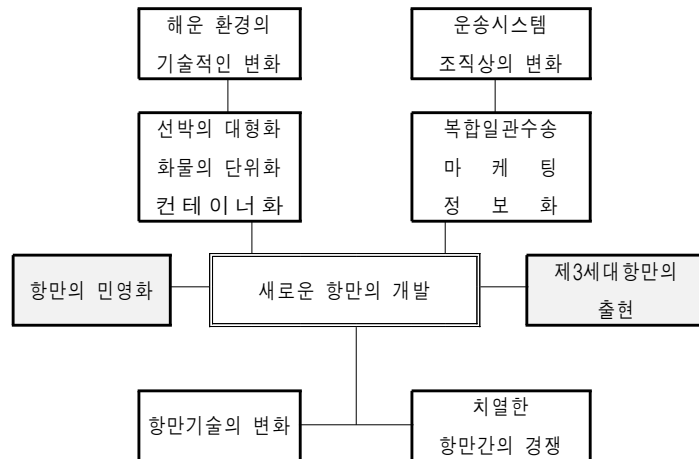 해운 환경의
기술적인 변화
운송시스템
조직상의 변화
선박의 대형화
화물의 단위화
컨테이너화
복합일관수송
마 케 팅
정 보 화
항만의 민영화
새로운 항만의 개발
제3세대항만의
출현
항만기술의 변화
치열한
항만간의 경쟁